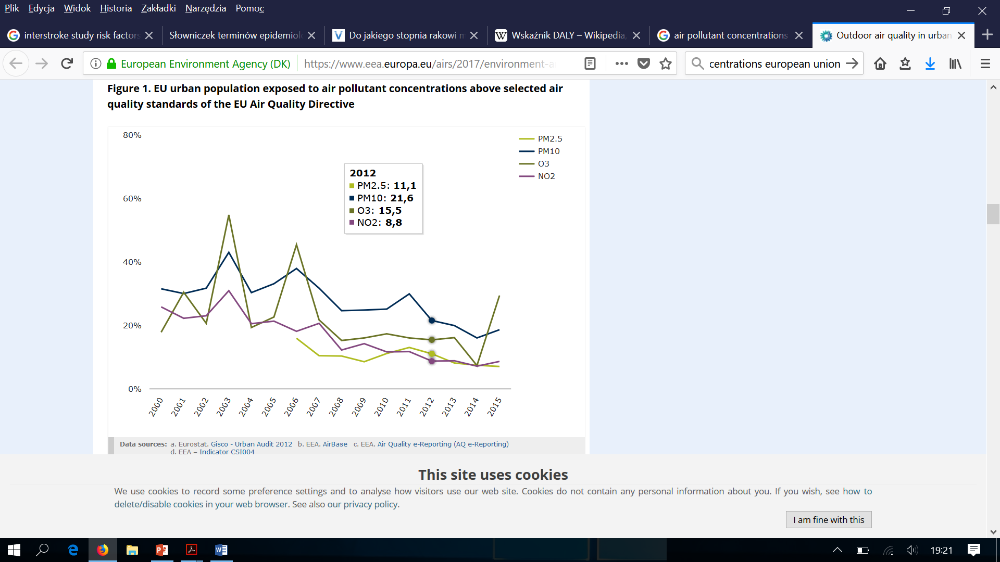 Plik Edycja Widok Historia Zakładki Narzędzia Pomoc
interstroke study risk factors Słowniczek terminów epidemiolo Do jakiego stopnia rakowi m Wskaźnik DALY – Wikipedia, air pollutant concentrations Outdoor air quality in urban
European Environment Agency (DK) https://www.eea.europa.eu/airs/2017/environment-a centrations european union
Figure 1. EU urban population exposed to air pollutant concentrations above selected air
quality standards of the EU Air Quality Directive
80%
60%
40%
20%
0%
PM2.5
PM10
O3
NO2
2012
PM2.5: 11,1
PM10: 21,6
O3: 15,5
NO2: 8,8
2000 2001 2002 2003 2004 2005 2006 2007 2008 2009 2010 2011 2012 2013 2014 2015
Data sources: a. Eurostat. Gisco - Urban Audit 2012 b. EEA. AirBase c. EEA. Air Quality e-Reporting (AQ e-Reporting)
d. EEA – Indicator CSI004
This site uses cookies
We use cookies to record some preference settings and to analyse how visitors use our web site. Cookies do not contain any personal information about you. If you wish, see how to
delete/disable cookies in your web browser. See also our privacy policy.
I am fine with this
19:21